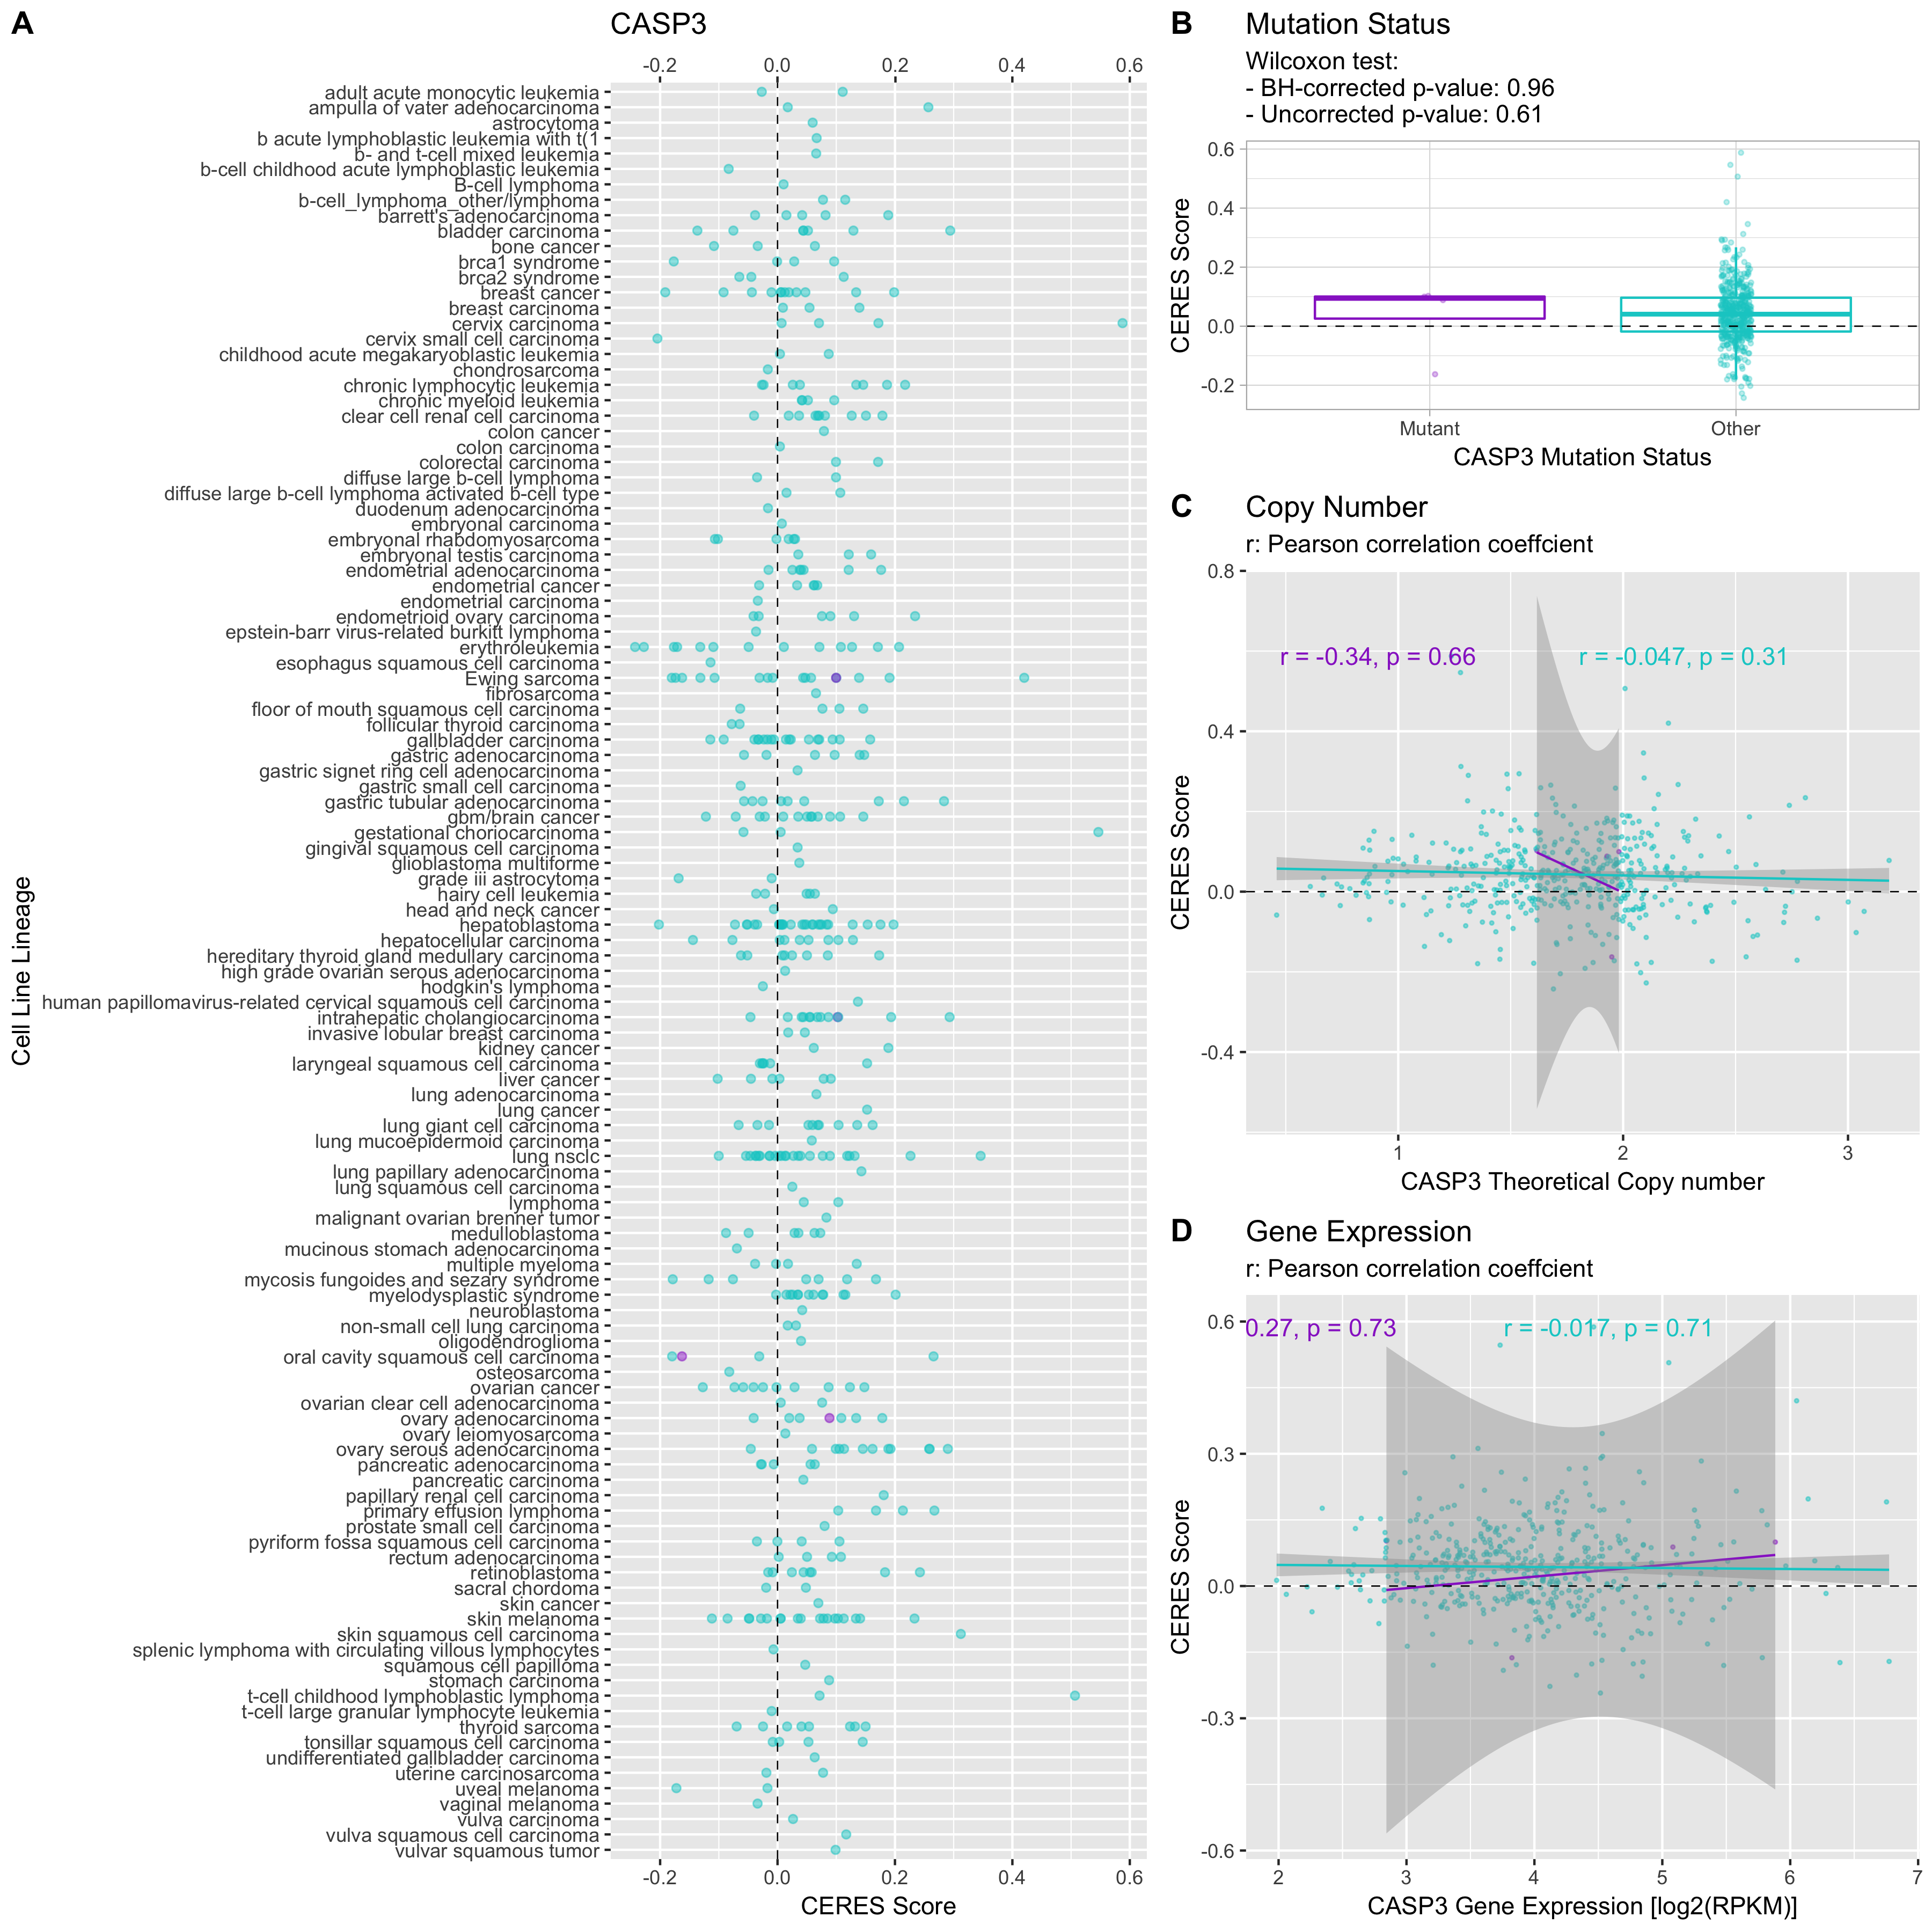 A
CASP3
-0.2 0.0 0.2 0.4 0.6
adult acute monocytic leukemia
ampulla of vater adenocarcinoma
astrocytoma
b acute lymphoblastic leukemia with t(1
b- and t-cell mixed leukemia
b-cell childhood acute lymphoblastic leukemia
B-cell lymphoma
b-cell_lymphoma_other/lymphoma
barrett's adenocarcinoma
bladder carcinoma
bone cancer
brca1 syndrome
brca2 syndrome
breast cancer
breast carcinoma
cervix carcinoma
cervix small cell carcinoma
childhood acute megakaryoblastic leukemia
chondrosarcoma
chronic lymphocytic leukemia
chronic myeloid leukemia
clear cell renal cell carcinoma
colon cancer
colon carcinoma
colorectal carcinoma
diffuse large b-cell lymphoma
diffuse large b-cell lymphoma activated b-cell type
duodenum adenocarcinoma
embryonal carcinoma
embryonal rhabdomyosarcoma
embryonal testis carcinoma
endometrial adenocarcinoma
endometrial cancer
endometrial carcinoma
endometrioid ovary carcinoma
epstein-barr virus-related burkitt lymphoma
erythroleukemia
esophagus squamous cell carcinoma
Ewing sarcoma
fibrosarcoma
floor of mouth squamous cell carcinoma
follicular thyroid carcinoma
gallbladder carcinoma
gastric adenocarcinoma
gastric signet ring cell adenocarcinoma
gastric small cell carcinoma
gastric tubular adenocarcinoma
gbm/brain cancer
gestational choriocarcinoma
gingival squamous cell carcinoma
glioblastoma multiforme
grade iii astrocytoma
hairy cell leukemia
head and neck cancer
hepatoblastoma
hepatocellular carcinoma
hereditary thyroid gland medullary carcinoma
high grade ovarian serous adenocarcinoma
hodgkin's lymphoma
human papillomavirus-related cervical squamous cell carcinoma
intrahepatic cholangiocarcinoma
invasive lobular breast carcinoma
kidney cancer
laryngeal squamous cell carcinoma
liver cancer
lung adenocarcinoma
lung cancer
lung giant cell carcinoma
lung mucoepidermoid carcinoma
lung nsclc
lung papillary adenocarcinoma
lung squamous cell carcinoma
lymphoma
malignant ovarian brenner tumor
medulloblastoma
mucinous stomach adenocarcinoma
multiple myeloma
mycosis fungoides and sezary syndrome
myelodysplastic syndrome
neuroblastoma
non-small cell lung carcinoma
oligodendroglioma
oral cavity squamous cell carcinoma
osteosarcoma
ovarian cancer
ovarian clear cell adenocarcinoma
ovary adenocarcinoma
ovary leiomyosarcoma
ovary serous adenocarcinoma
pancreatic adenocarcinoma
pancreatic carcinoma
papillary renal cell carcinoma
primary effusion lymphoma
prostate small cell carcinoma
pyriform fossa squamous cell carcinoma
rectum adenocarcinoma
retinoblastoma
sacral chordoma
skin cancer
skin melanoma
skin squamous cell carcinoma
splenic lymphoma with circulating villous lymphocytes
squamous cell papilloma
stomach carcinoma
t-cell childhood lymphoblastic lymphoma
t-cell large granular lymphocyte leukemia
thyroid sarcoma
tonsillar squamous cell carcinoma
undifferentiated gallbladder carcinoma
uterine carcinosarcoma
uveal melanoma
vaginal melanoma
vulva carcinoma
vulva squamous cell carcinoma
vulvar squamous tumor
-0.2 0.0 0.2 0.4 0.6
CERES Score
Cell Line Lineage
B
Mutation Status
Wilcoxon test:
- BH-corrected p-value: 0.96
- Uncorrected p-value: 0.61
0.6
0.4
0.2
0.0
-0.2
CERES Score
Mutant Other
CASP3 Mutation Status
C
Copy Number
r: Pearson correlation coeffcient
0.8
0.4
0.0
-0.4
CERES Score
r = -0.34, p = 0.66
r = -0.047, p = 0.31
1 2 3
CASP3 Theoretical Copy number
D
Gene Expression
r: Pearson correlation coeffcient
0.6
0.3
0.0
-0.3
-0.6
CERES Score
0.27, p = 0.73
r = -0.017, p = 0.71
2 3 4 5 6 7
CASP3 Gene Expression [log2(RPKM)]